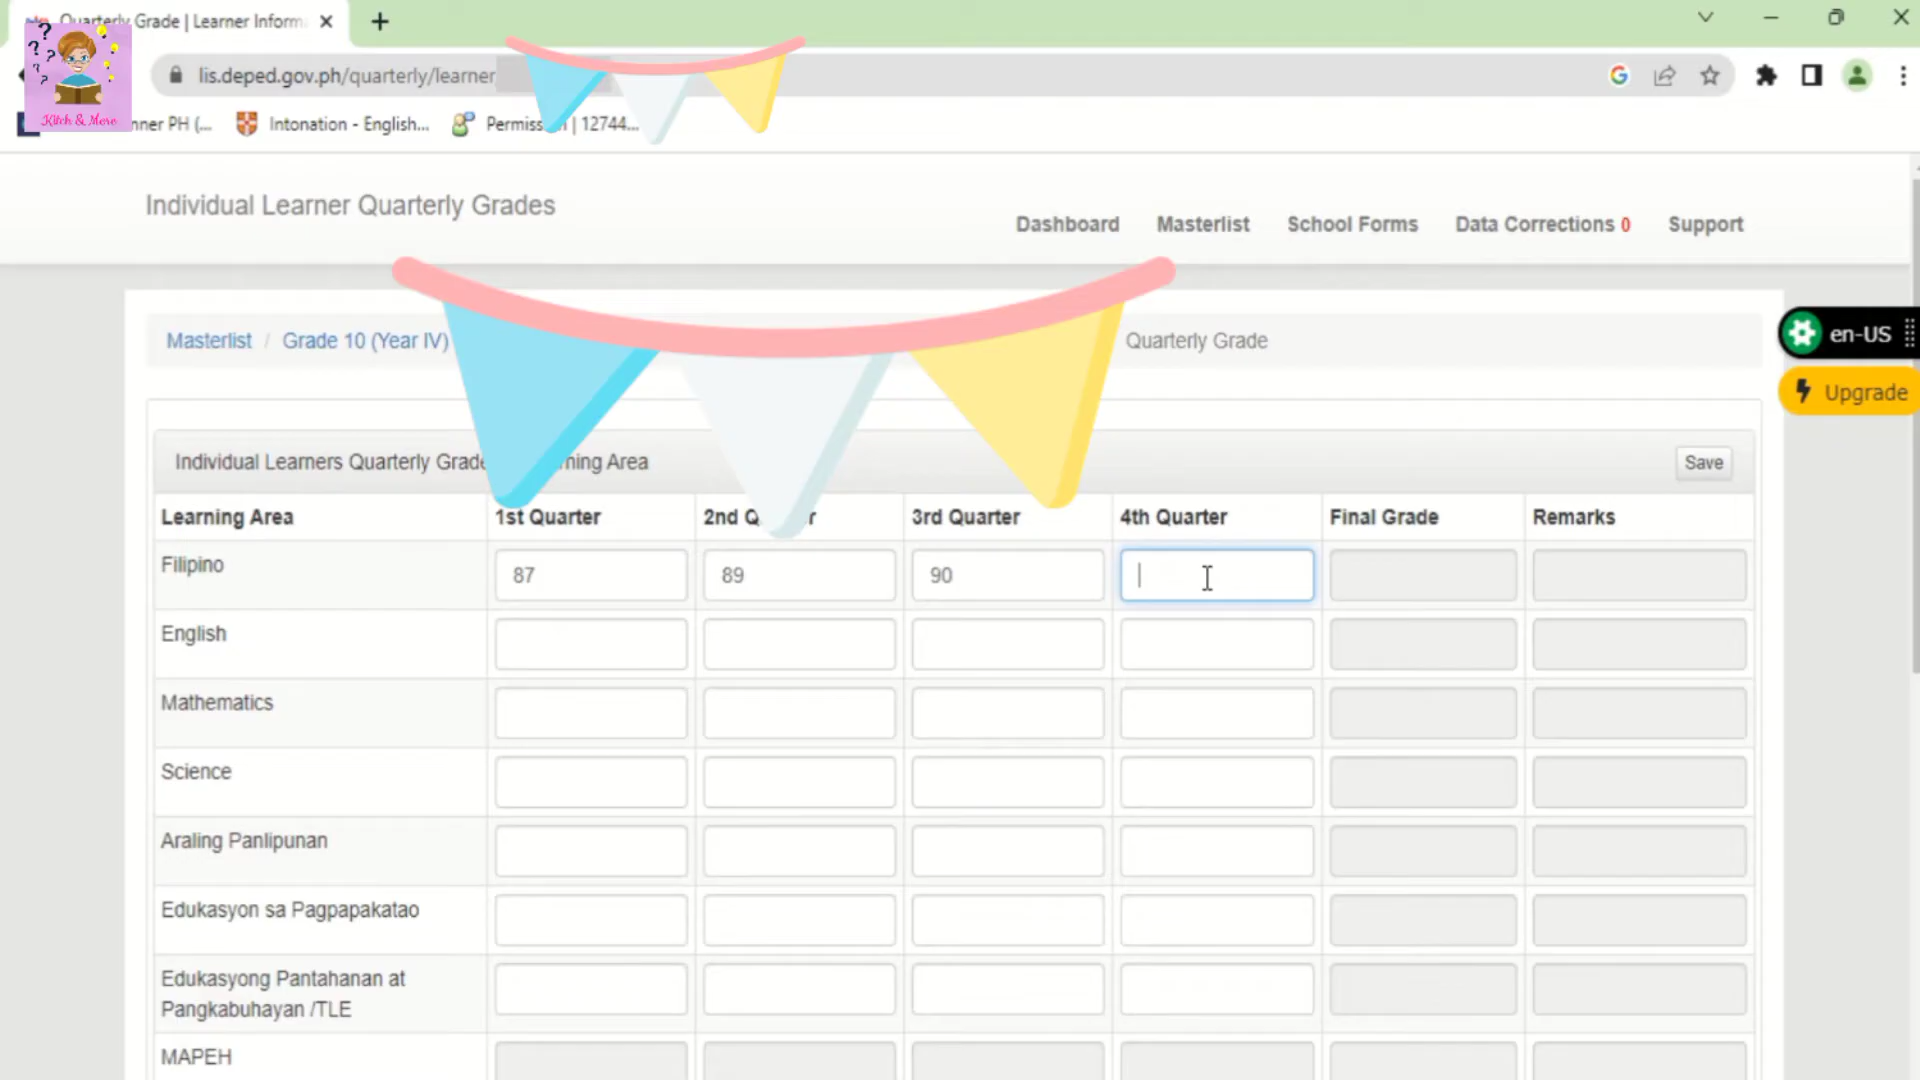 Quarterly Grade | Learner Inform
lis.deped.gov.ph/quarterly/learner
Kitch & More
nner PH (...
Intonation - English...
12744...
Individual Learner Quarterly Grades
Dashboard
Masterlist
School Forms
Data Corrections 0
Support
Masterlist / Grade 10 (Year IV)
Quarterly Grade
en-US
Upgrade
Individual Learners Quarterly Area
Save
Learning Area 1st Quarter 2nd 3rd Quarter 4th Quarter Final Grade Remarks
Filipino 87 89 90
English
Mathematics
Science
Araling Panlipunan
Edukasyon sa Pagpapakatao
Edukasyong Pantahanan at
Pangkabuhayan /TLE
MAPEH